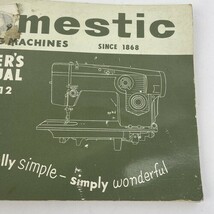 mestic
G MACHINES SINCE 1868
ER'S
UAL
12
lly simple- simply wonderful